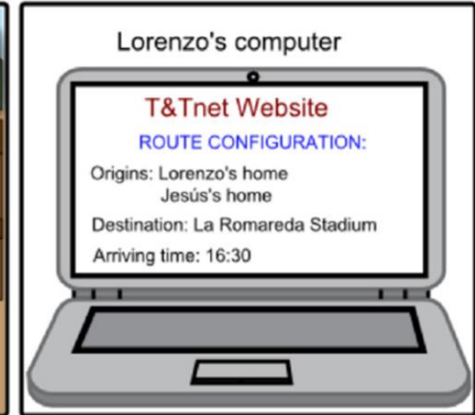 Lorenzo's computer
T&Tnet Website
ROUTE CONFIGURATION:
Origins: Lorenzo's home
Jesús's home
Destination: La Romareda Stadium
Arriving time: 16:30